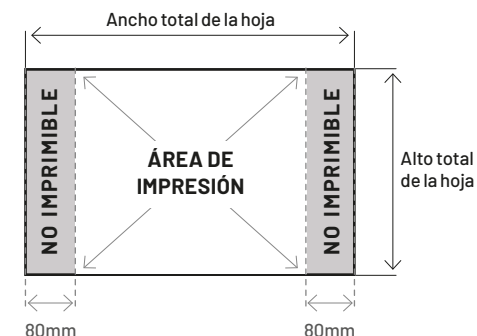 Ancho total de la hoja
NO IMPRIMIBLE
ÁREA DE
IMPRESIÓN
NO IMPRIMIBLE
Alto total
de la hoja
80mm
80mm